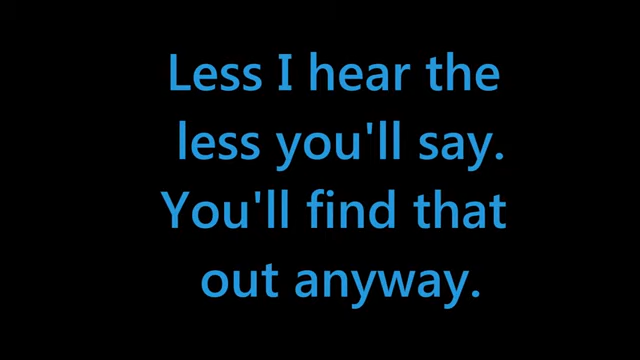 Less I hear the
less you'll say.
You'll find that
out anyway.